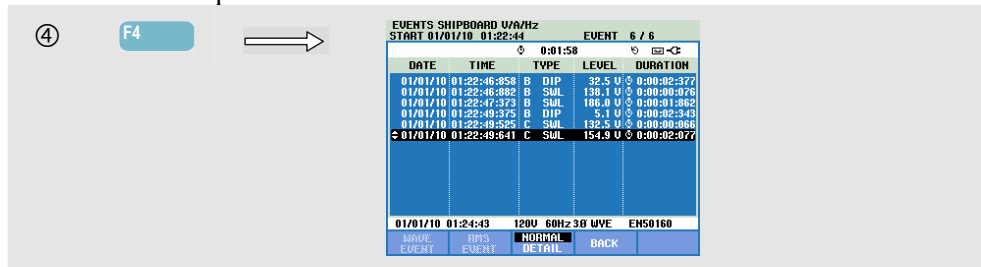 ④ F4
EVENTS SHIPBOARD V/A/Hz
START 01/01/10 01:22:44 EVENT 6 / 6
0:01:58
DATE TIME TYPE LEVEL DURATION
01/01/10 01:22:46:858 B DIP 32.5 V 0:00:02:377
01/01/10 01:22:46:882 B SWL 138.1 V 0:00:00:076
01/01/10 01:22:47:373 B SWL 186.0 V 0:00:01:862
01/01/10 01:22:49:375 B DIP 5.1 V 0:00:02:343
01/01/10 01:22:49:525 C SWL 132.5 V 0:00:00:066
01/01/10 01:22:49:641 C SWL 154.9 V 0:00:02:077
01/01/10 01:24:43 120V 60Hz 3Ø WYE EN50160
WAVE EVENT RMS EVENT NORMAL DETAIL BACK